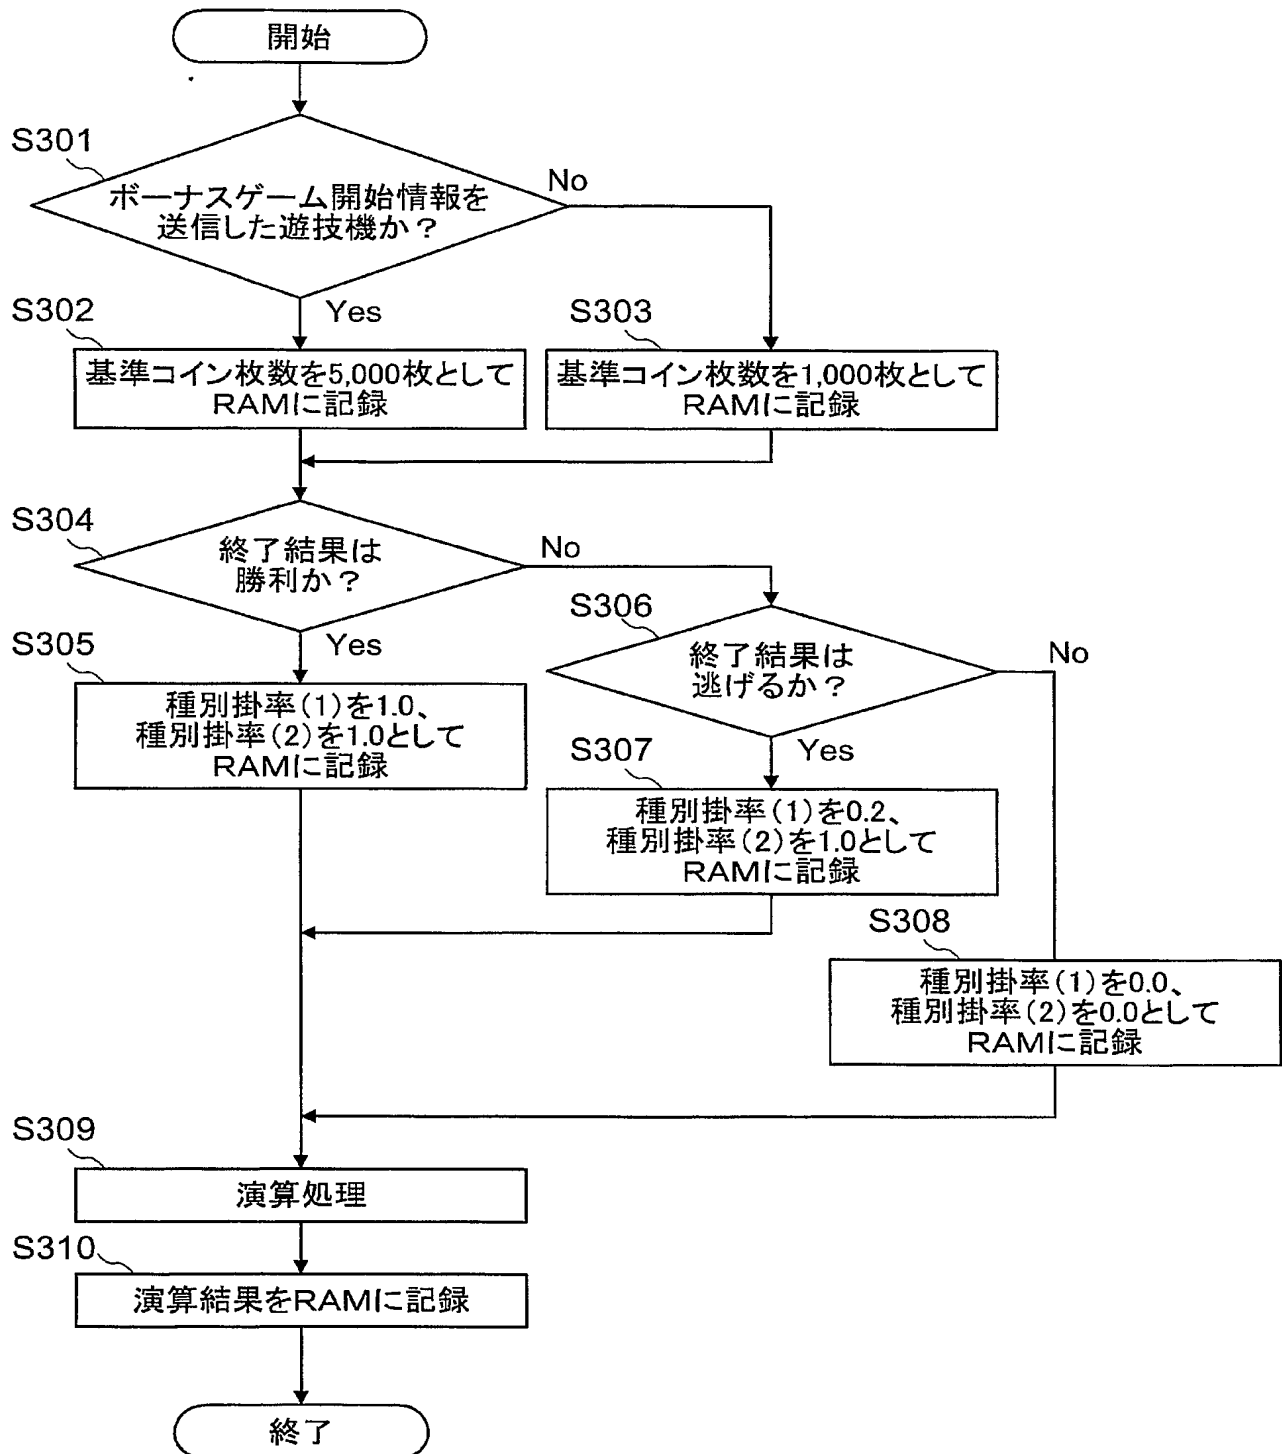 開始
S301
ボーナスゲーム開始情報を
送信した遊技機か？
No
Yes
S302
基準コイン枚数を5,000枚として
RAMに記録
S303
基準コイン枚数を1,000枚として
RAMに記録
S304
終了結果は
勝利か？
No
Yes
S305
種別掛率（1）を1.0、
種別掛率（2）を1.0として
RAMに記録
S306
終了結果は
逃げるか？
No
Yes
S307
種別掛率（1）を0.2、
種別掛率（2）を1.0として
RAMに記録
S308
種別掛率（1）を0.0、
種別掛率（2）を0.0として
RAMに記録
S309
演算処理
S310
演算結果をRAMに記録
終了